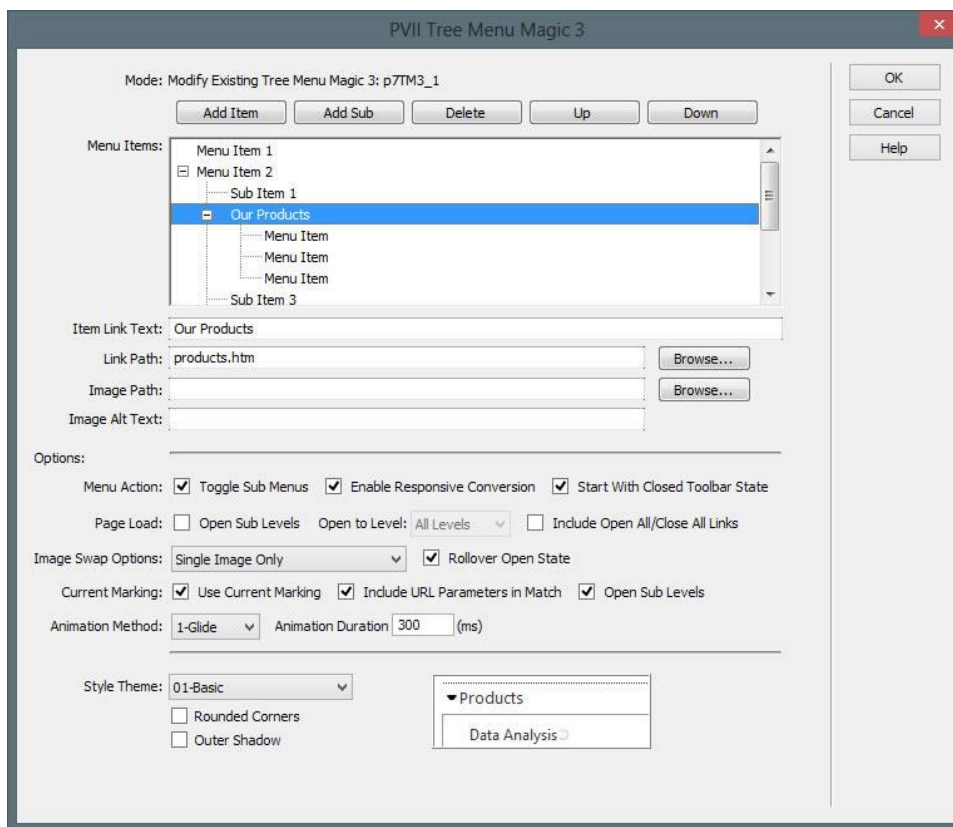 PVII Tree Menu Magic 3
Mode: Modify Existing Tree Menu Magic 3: p7TM3_1
OK
Add Item Add Sub Delete Up Down
Cancel
Menu Items:
Help
Menu Item 1
Menu Item 2
Sub Item 1
Our Products
Menu Item
Menu Item
Menu Item
Sub Item 3
Item Link Text: Our Products
Link Path: products.htm Browse...
Image Path: Browse...
Image Alt Text:
Options:
Menu Action: Toggle Sub Menus Enable Responsive Conversion Start With Closed Toolbar State
Page Load: Open Sub Levels Open to Level: All Levels Include Open All/Close All Links
Image Swap Options: Single Image Only Rollover Open State
Current Marking: Use Current Marking Include URL Parameters in Match Open Sub Levels
Animation Method: 1-Glide Animation Duration 300 (ms)
Style Theme: 01-Basic
Rounded Corners
Outer Shadow
Products
Data Analysis